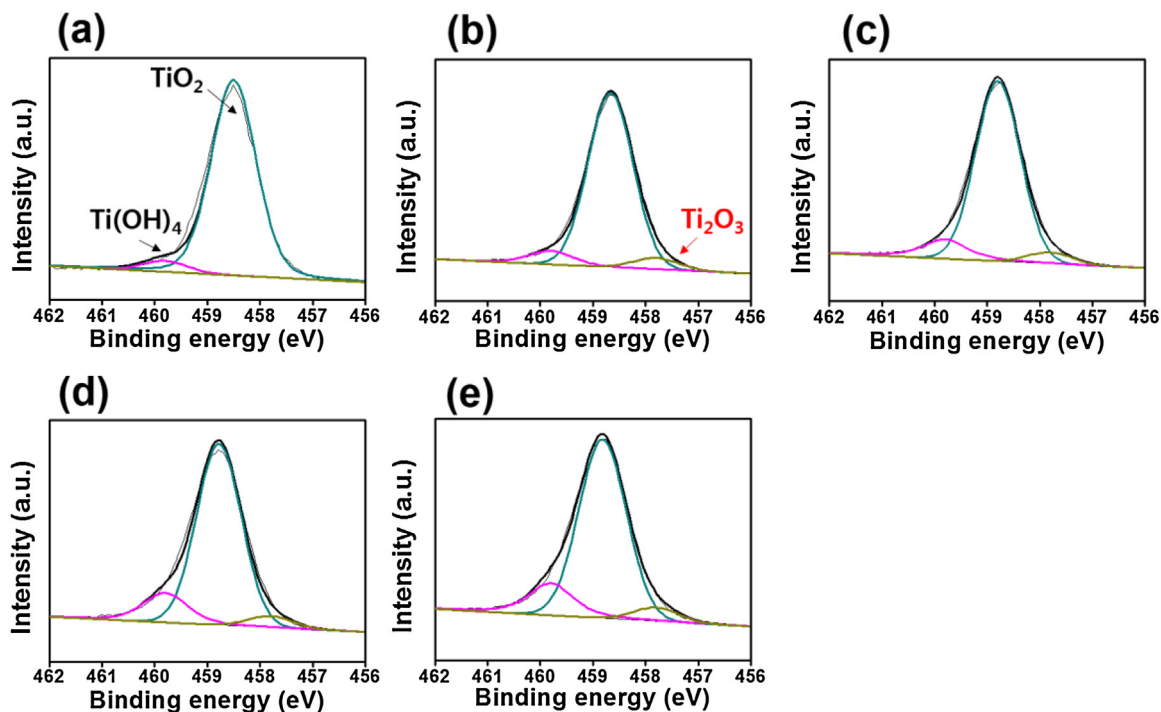 (a)
TiO2
Ti(OH)4
Intensity (a.u.)
462 461 460 459 458 457 456
Binding energy (eV)
(b)
Ti2O3
Intensity (a.u.)
462 461 460 459 458 457 456
Binding energy (eV)
(c)
Intensity (a.u.)
462 461 460 459 458 457 456
Binding energy (eV)
(d)
Intensity (a.u.)
462 461 460 459 458 457 456
Binding energy (eV)
(e)
Intensity (a.u.)
462 461 460 459 458 457 456
Binding energy (eV)